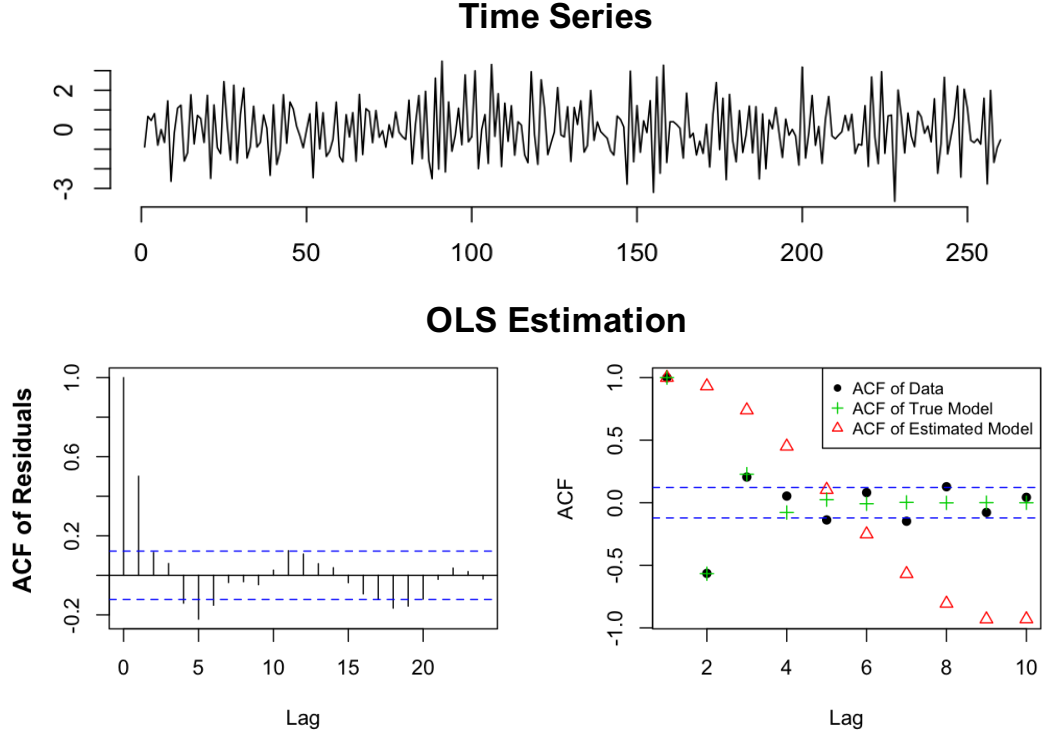 Time Series
2
0
-3
0 50 100 150 200 250
OLS Estimation
ACF of Residuals
1.0
0.6
0.2
-0.2
0 5 10 15 20
Lag
ACF
1.0
0.5
0.0
-0.5
-1.0
ACF of Data
ACF of True Model
ACF of Estimated Model
2 4 6 8 10
Lag